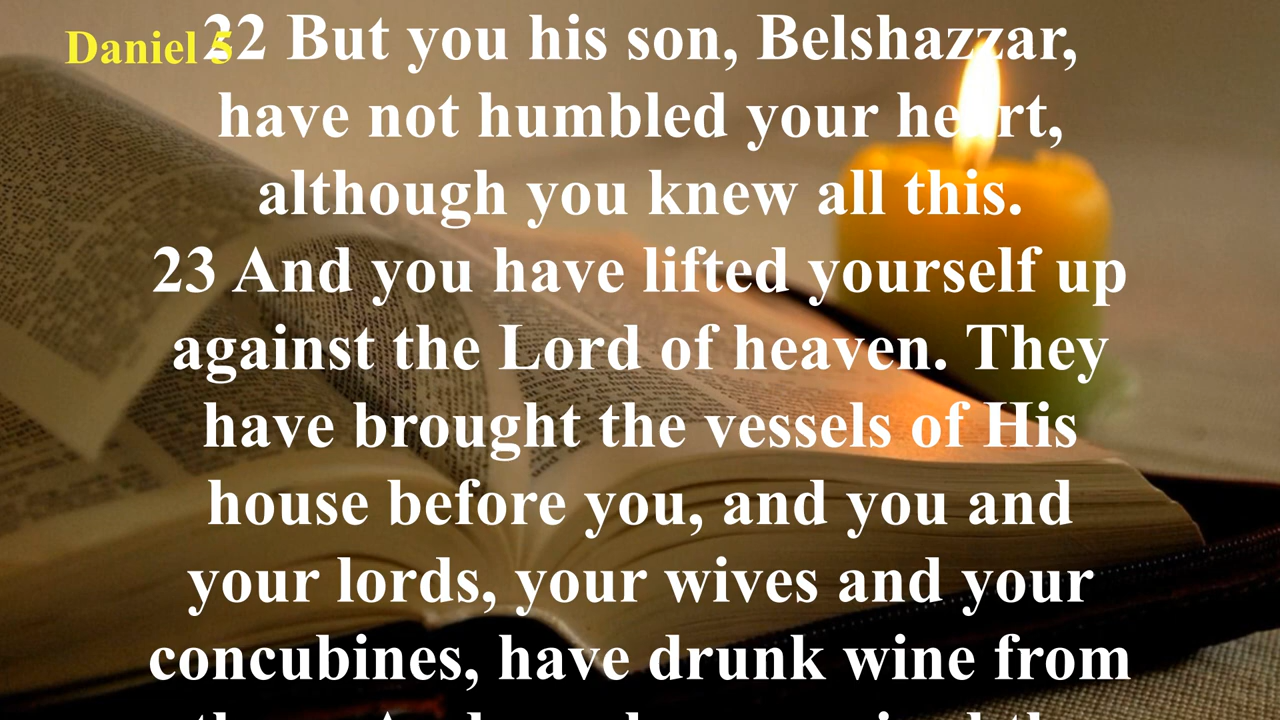 Daniel 5
22 But you his son, Belshazzar,
have not humbled your heart,
although you knew all this.
23 And you have lifted yourself up
against the Lord of heaven. They
have brought the vessels of His
house before you, and you and
your lords, your wives and your
concubines, have drunk wine from